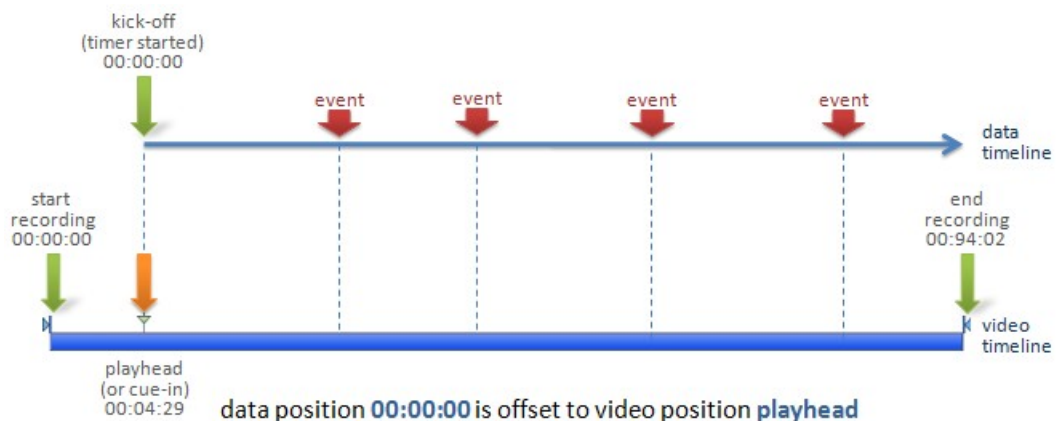 kick-off
(timer started)
00:00:00
event
event
event
event
data
timeline
start
recording
00:00:00
end
recording
00:94:02
video
timeline
playhead
(or cue-in)
00:04:29
data position 00:00:00 is offset to video position playhead